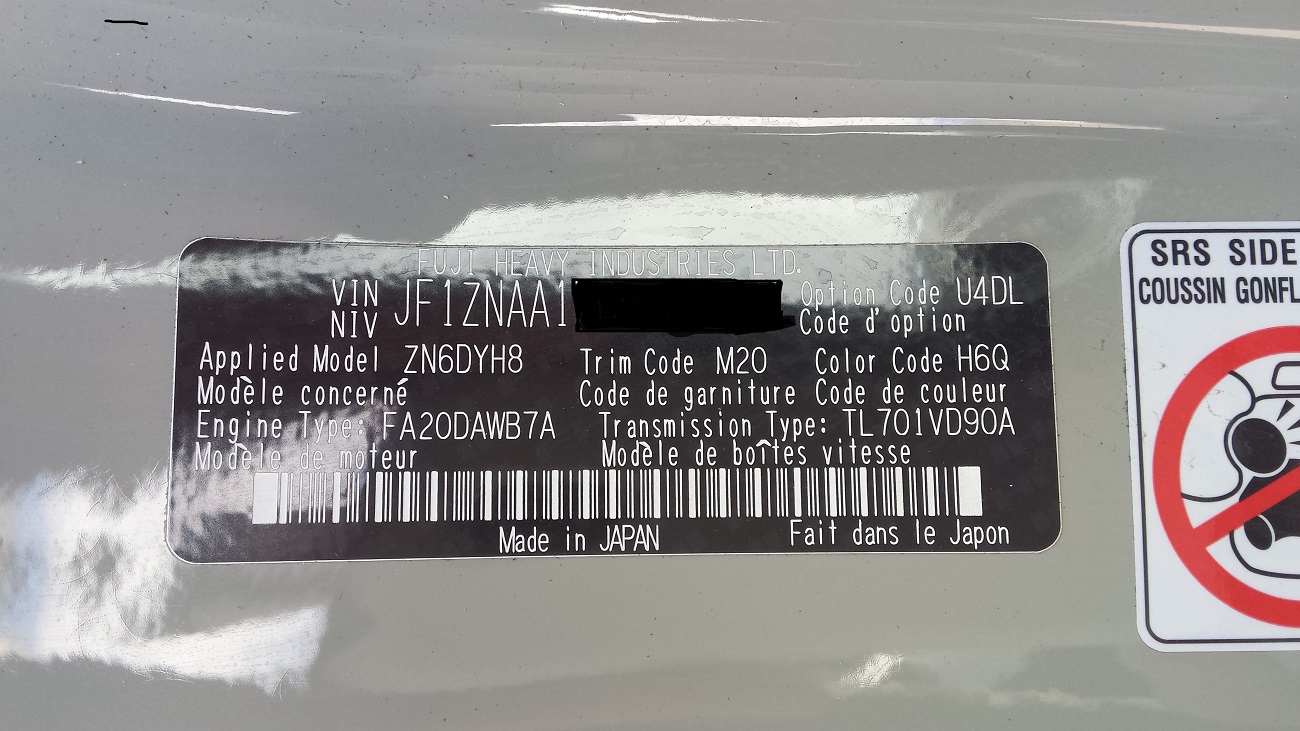 FUJI HEAVY INDUSTRIES LTD.
VIN JF1ZNAA1 Option Code U4DL
NIV Code d'option
Applied Model ZN6DYH8 Trim Code M20 Color Code H6Q
Modèle concerné Code de garniture Code de couleur
Engine Type: FA20DAWB7A Transmission Type: TL701VD90A
Modèle de moteur Modèle de boîtes vitesse
Made in JAPAN Fait dans le Japon
SRS SIDE
COUSSIN GONFL